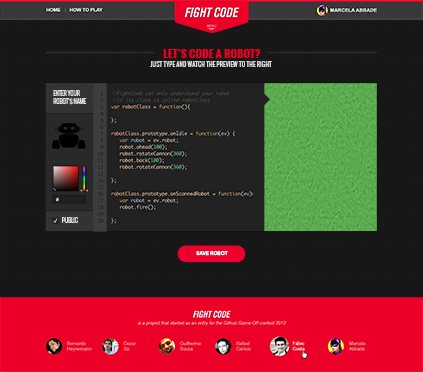 HOME | HOW TO PLAY
FIGHT CODE
MENU
MARCELA ABBADE
LET'S CODE A ROBOT?
JUST TYPE AND WATCH THE PREVIEW TO THE RIGHT
ENTER YOUR
ROBOT'S NAME
#
PUBLIC
//FightCode can only understand your robot
//if its class is called robotClass
var robotClass = function(){
};
robotClass.prototype.onIdle = function(ev) {
var robot = ev.robot;
robot.ahead(100);
robot.rotateCannon(360);
robot.back(100);
robot.rotateCannon(360);
};
robotClass.prototype.onScannedRobot = function(ev)
var robot = ev.robot;
robot.fire();
};
SAVE ROBOT
FIGHT CODE
is a project that started as an entry for the Github Game-Off contest 2012
Bernardo
Heynemann
Cesar
Guilherme
Souza
Rafael
Carício
Fábio
Costa
Marcela
Abbade